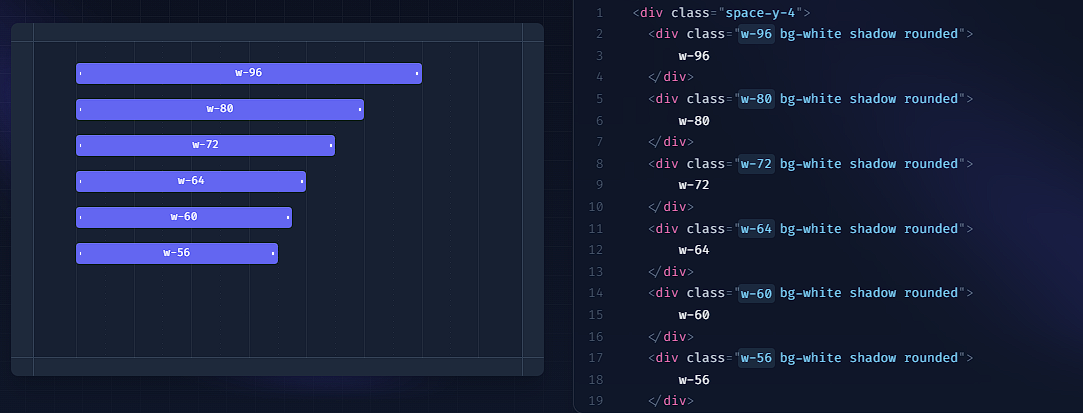 w-96
w-80
w-72
w-64
w-60
w-56
1 <div class="space-y-4">
2 <div class="w-96 bg-white shadow rounded">
3 w-96
4 </div>
5 <div class="w-80 bg-white shadow rounded">
6 w-80
7 </div>
8 <div class="w-72 bg-white shadow rounded">
9 w-72
10 </div>
11 <div class="w-64 bg-white shadow rounded">
12 w-64
13 </div>
14 <div class="w-60 bg-white shadow rounded">
15 w-60
16 </div>
17 <div class="w-56 bg-white shadow rounded">
18 w-56
19 </div>